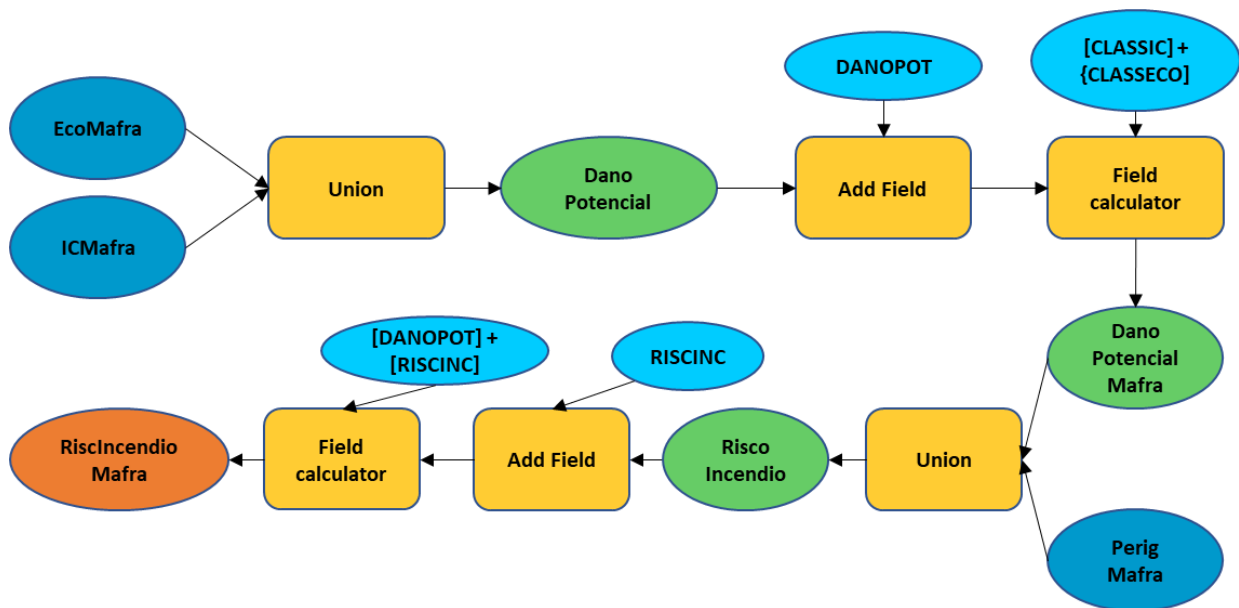 EcoMafra
ICMafra
Union
Dano
Potencial
DANOPOT
Add Field
[CLASSIC] +
{CLASSECO]
Field
calculator
Dano
Potencial
Mafra
Perig
Mafra
Union
Risco
Incendio
RISCINC
Add Field
[DANOPOT] +
[RISCINC]
Field
calculator
RiscIncendio
Mafra